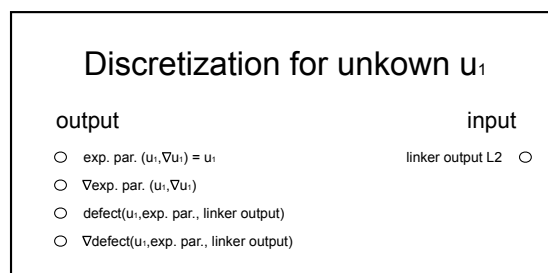 Discretization for unkown u₁
output
input
exp. par. (u₁,∇u₁) = u₁
linker output L2
∇exp. par. (u₁,∇u₁)
defect(u₁,exp. par., linker output)
∇defect(u₁,exp. par., linker output)